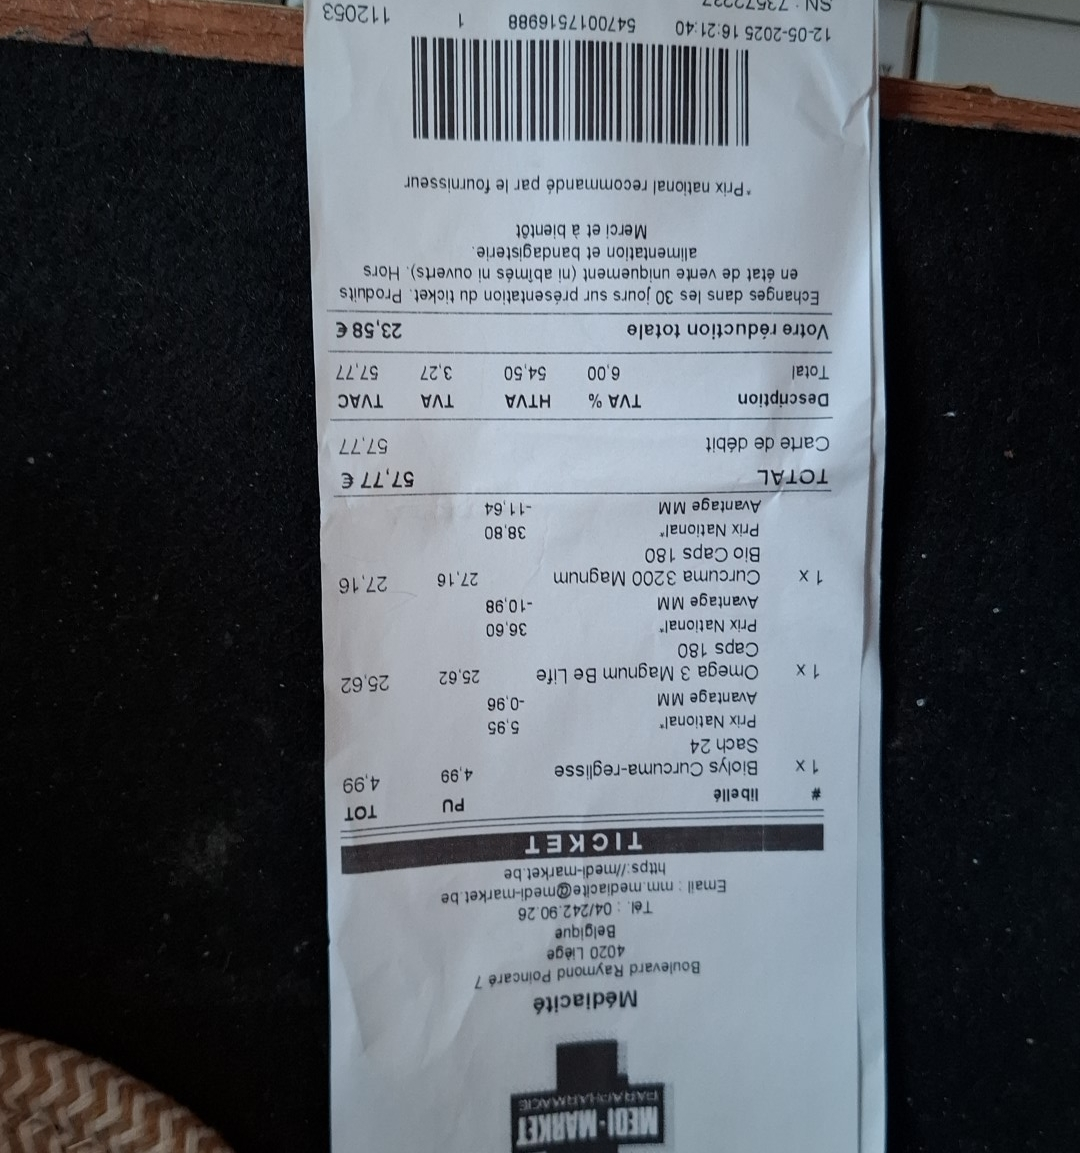 MEDI-MARKET
PARAPHARMACIE
Médiacité
Boulevard Raymond Poincaré 7
4020 Liège
Belgique
Tél. : 04/242.90.26
Email : mm.mediacite@medi-market.be
https://medi-market.be
TICKET
# libellé PU TOT
1 x Biolys Curcuma-reglisse 4,99 4,99
Sach 24
Prix National* 5,95
Avantage MM -0,96
1 x Omega 3 Magnum Be Life 25,62 25,62
Caps 180
Prix National* 36,60
Avantage MM -10,98
1 x Curcuma 3200 Magnum 27,16 27,16
Bio Caps 180
Prix National* 38,80
Avantage MM -11,64
TOTAL 57,77 €
Carte de débit 57,77
Description TVA % HTVA TVA TVAC
Total 6,00 54,50 3,27 57,77
Votre réduction totale 23,58 €
Echanges dans les 30 jours sur présentation du ticket. Produits
en état de vente uniquement (ni abîmés ni ouverts). Hors
alimentation et bandagisterie.
Merci et à bientôt
*Prix national recommandé par le fournisseur
12-05-2025 16:21:40 5470017516988 1 112053
SN :